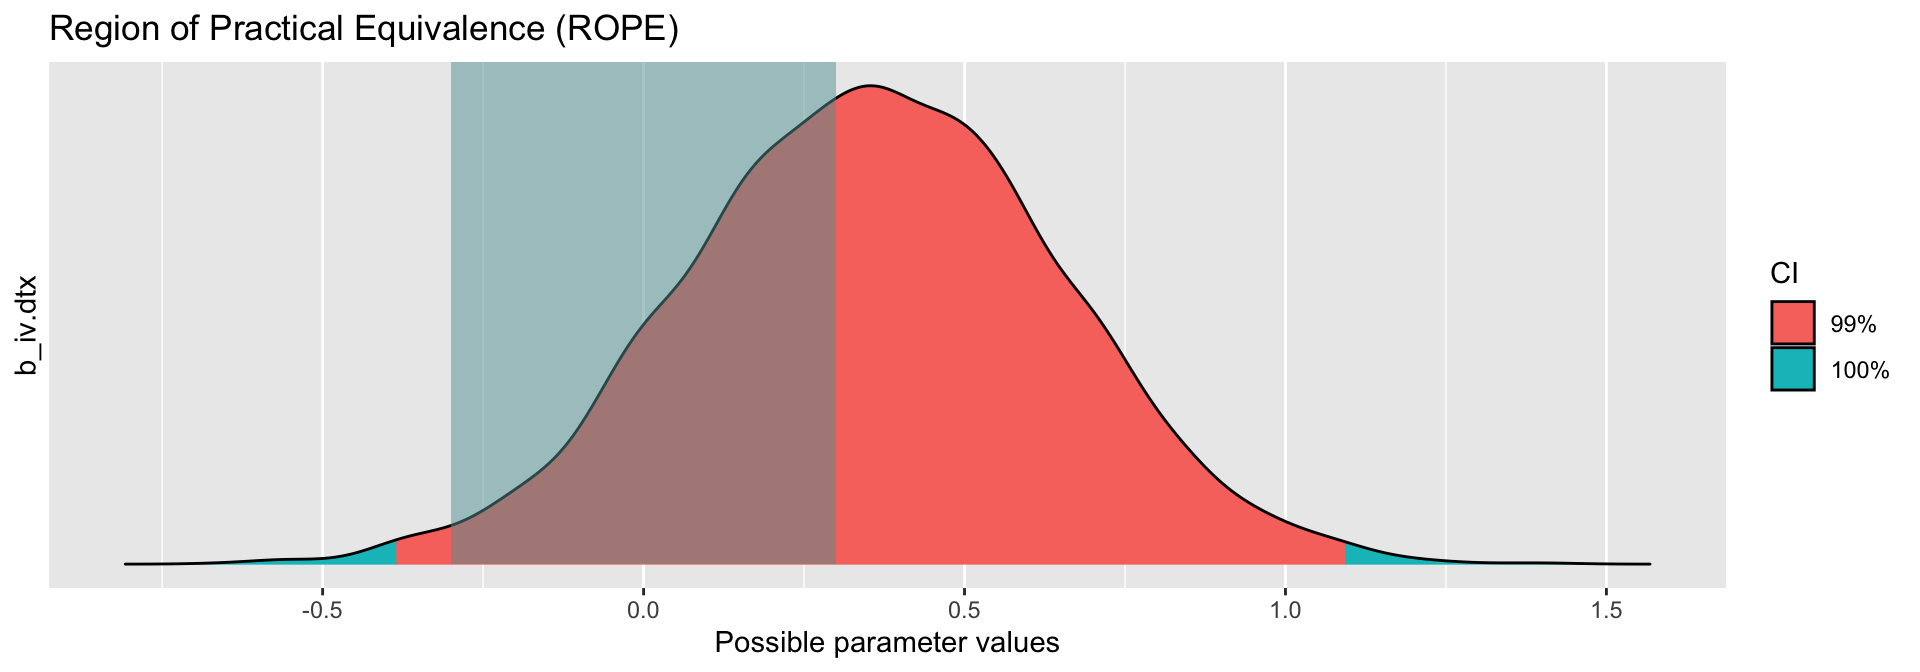 Region of Practical Equivalence (ROPE)
b_iv.dtx
CI
99%
100%
-0.5
0.0
0.5
1.0
1.5
Possible parameter values